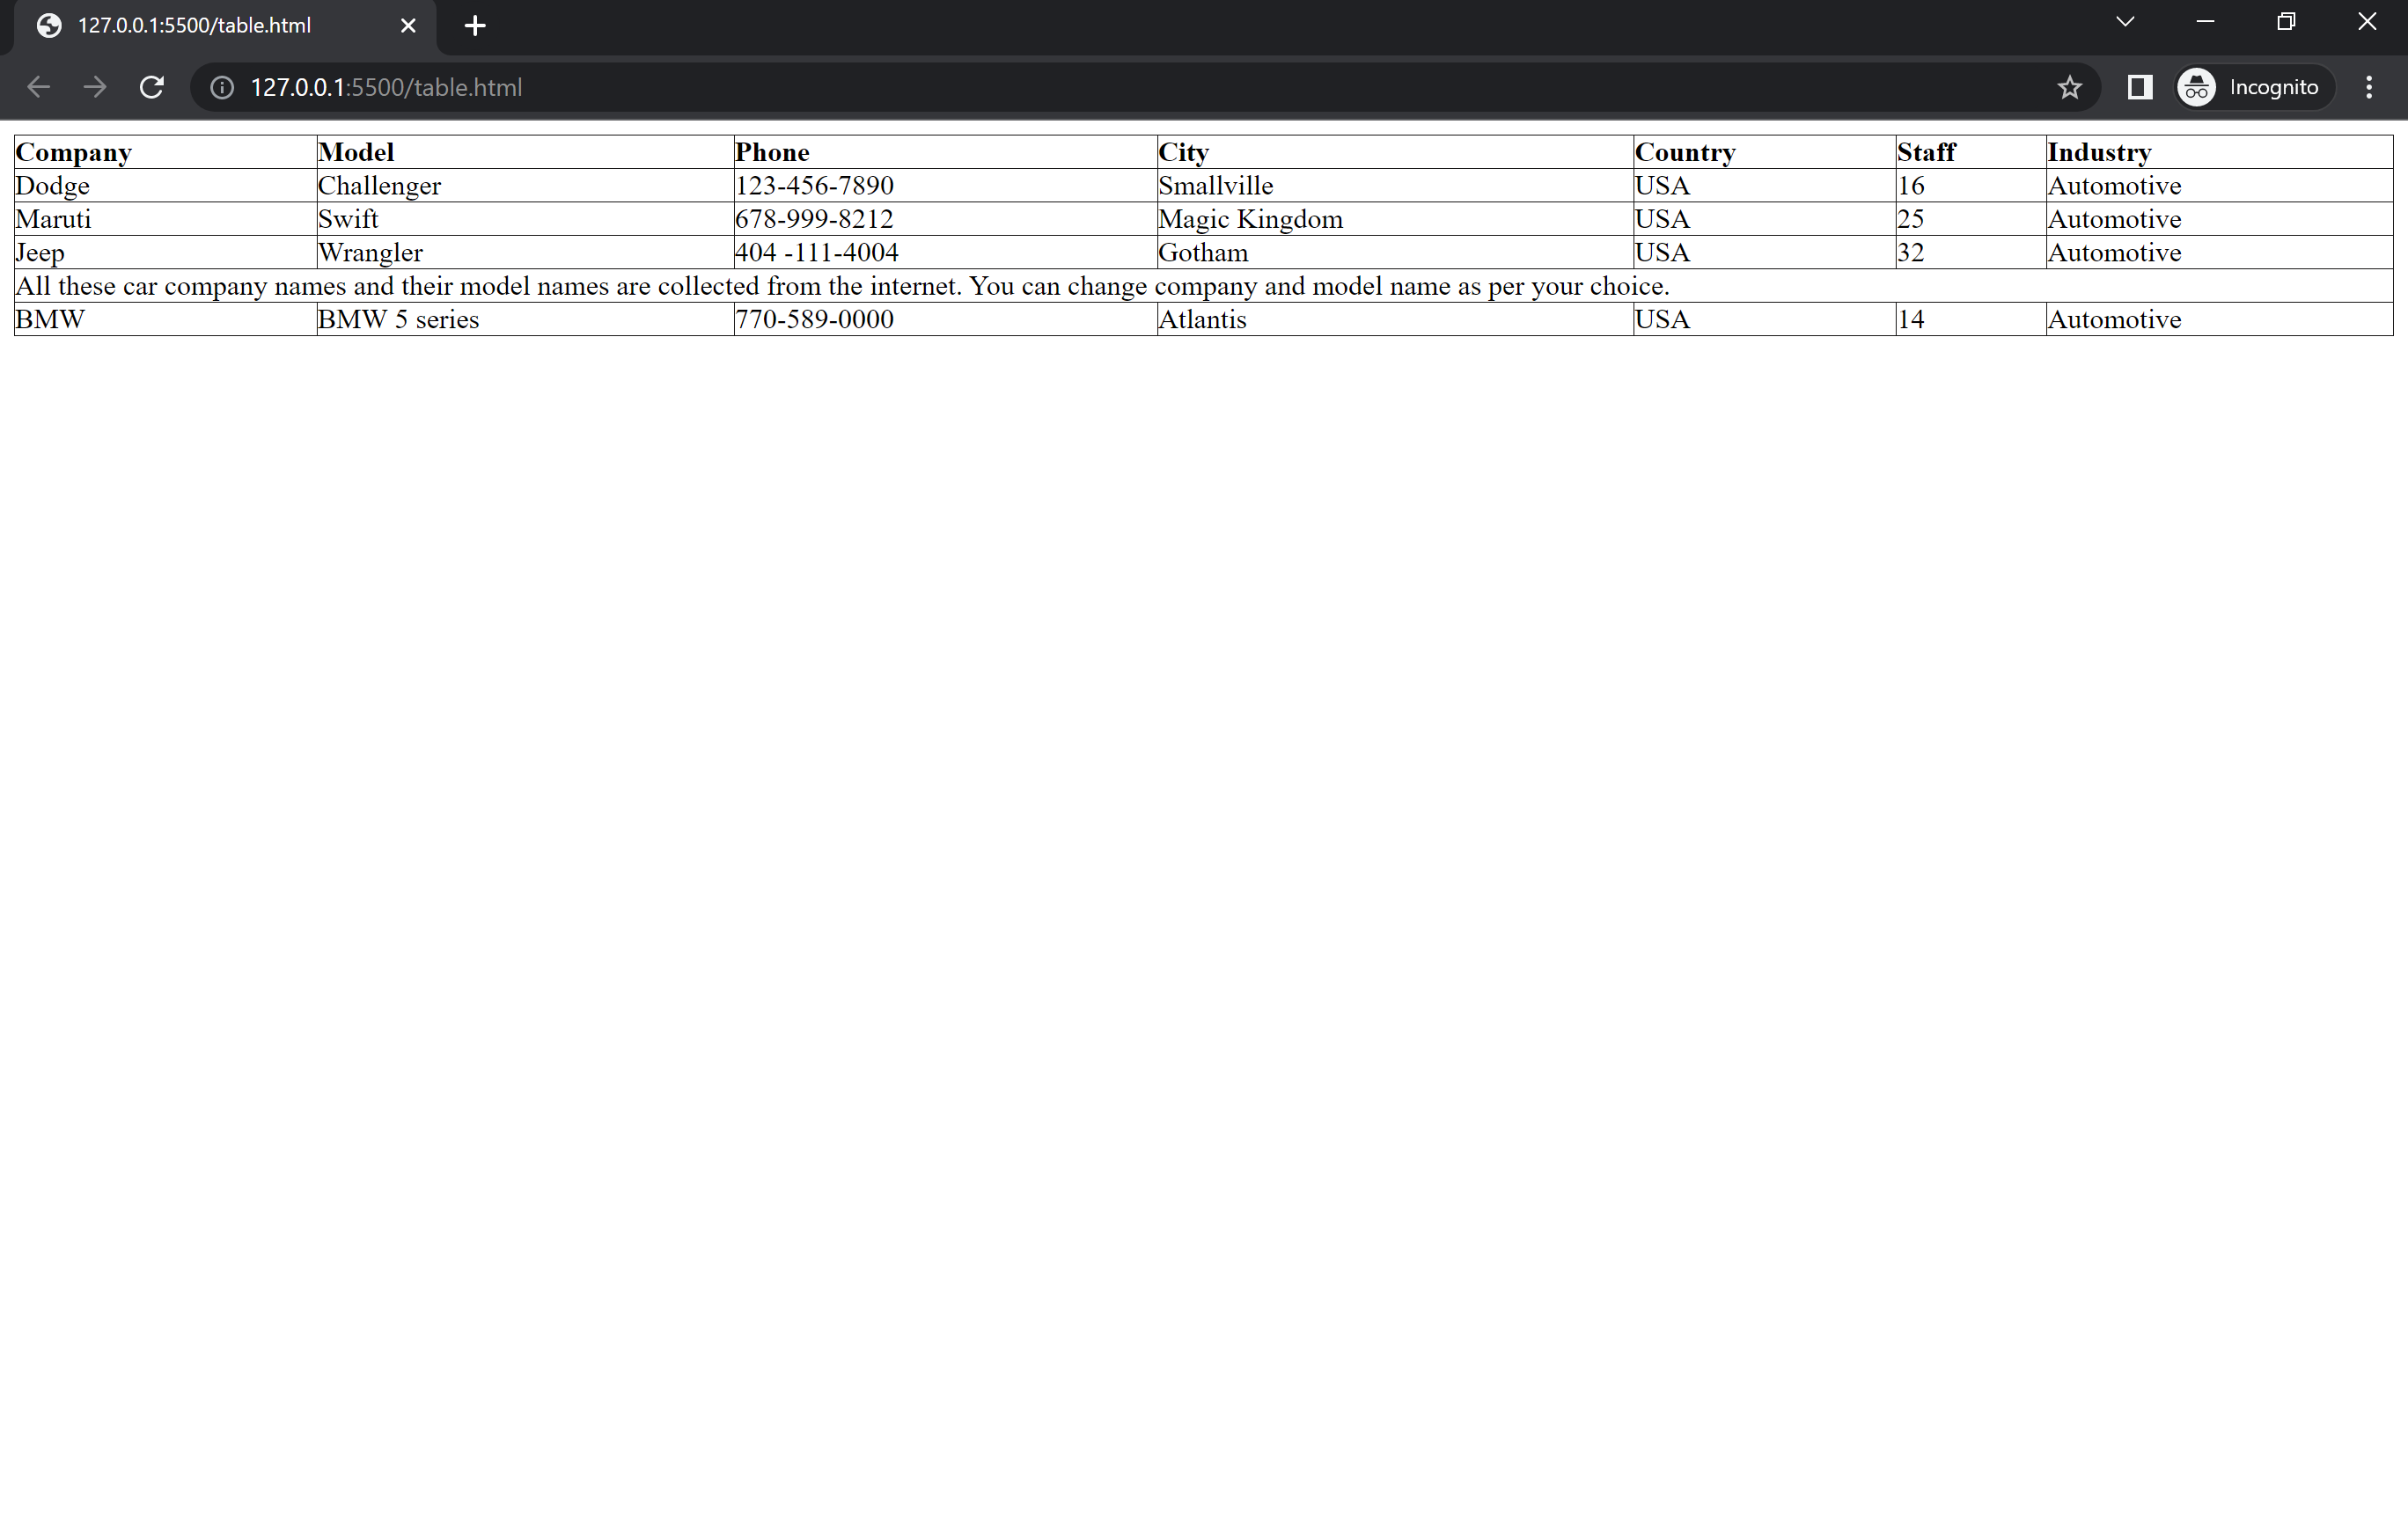 127.0.0.1:5500/table.html
127.0.0.1:5500/table.html Incognito
Company Model Phone City Country Staff Industry
Dodge Challenger 123-456-7890 Smallville USA 16 Automotive
Maruti Swift 678-999-8212 Magic Kingdom USA 25 Automotive
Jeep Wrangler 404 -111-4004 Gotham USA 32 Automotive
All these car company names and their model names are collected from the internet. You can change company and model name as per your choice.
BMW BMW 5 series 770-589-0000 Atlantis USA 14 Automotive